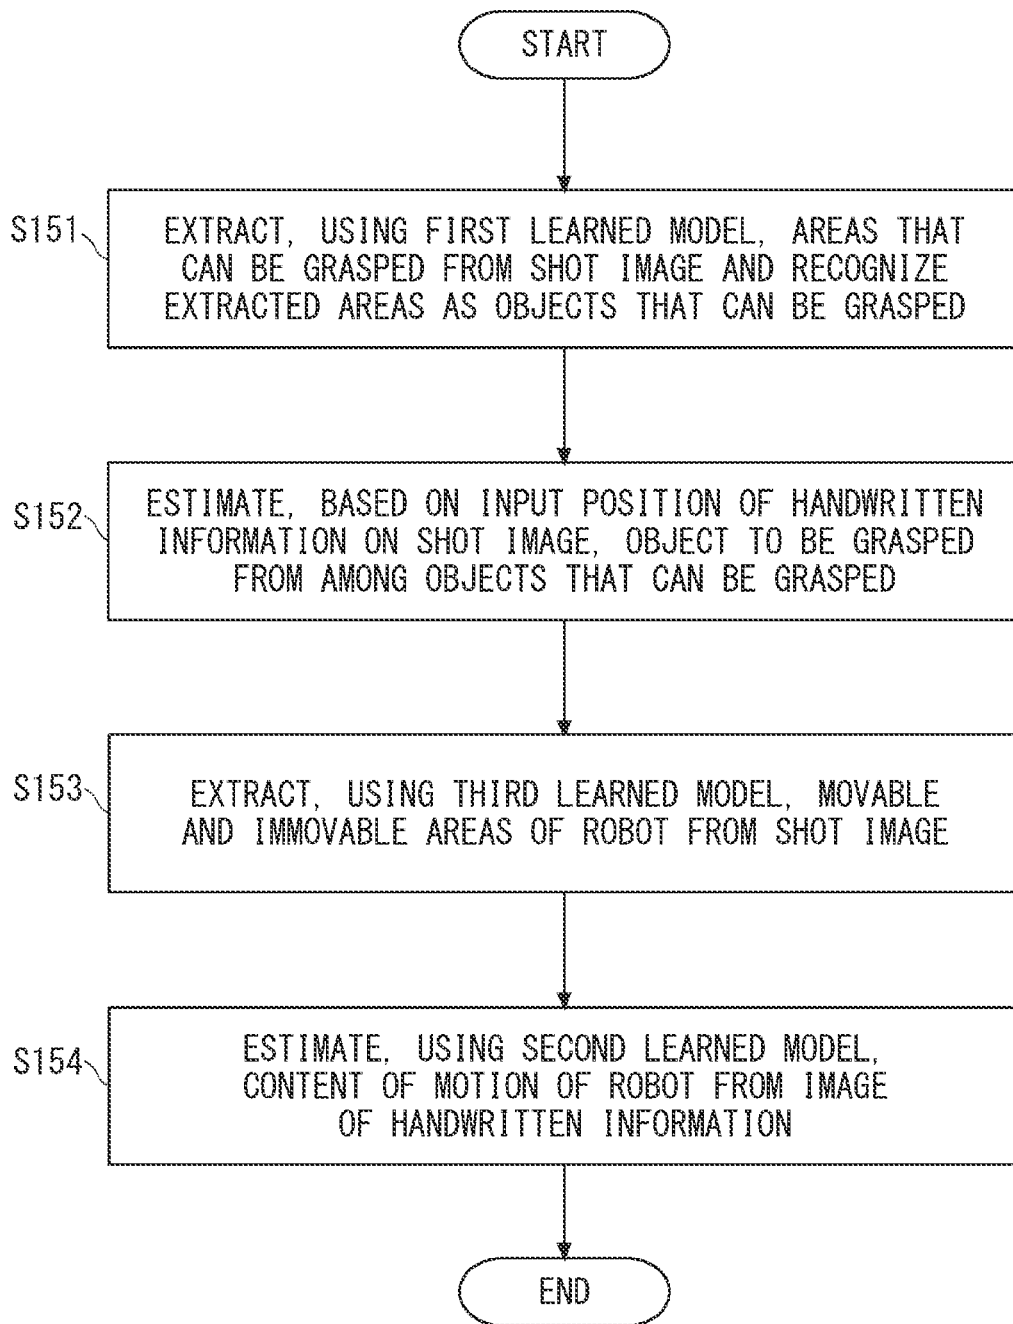 START
S151
EXTRACT, USING FIRST LEARNED MODEL, AREAS THAT
CAN BE GRASPED FROM SHOT IMAGE AND RECOGNIZE
EXTRACTED AREAS AS OBJECTS THAT CAN BE GRASPED
S152
ESTIMATE, BASED ON INPUT POSITION OF HANDWRITTEN
INFORMATION ON SHOT IMAGE, OBJECT TO BE GRASPED
FROM AMONG OBJECTS THAT CAN BE GRASPED
S153
EXTRACT, USING THIRD LEARNED MODEL, MOVABLE
AND IMMOVABLE AREAS OF ROBOT FROM SHOT IMAGE
S154
ESTIMATE, USING SECOND LEARNED MODEL,
CONTENT OF MOTION OF ROBOT FROM IMAGE
OF HANDWRITTEN INFORMATION
END